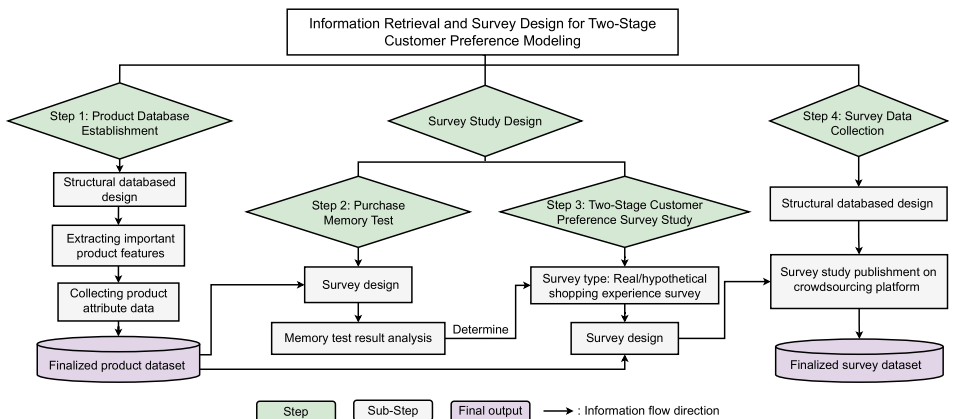 Information Retrieval and Survey Design for Two-Stage
Customer Preference Modeling
Step 1: Product Database
Establishment
Survey Study Design
Step 4: Survey Data
Collection
Structural databased
design
Step 2: Purchase
Memory Test
Step 3: Two-Stage Customer
Preference Survey Study
Structural databased design
Extracting important
product features
Collecting product
attribute data
Survey design
Survey type: Real/hypothetical
shopping experience survey
Survey study publishment on
crowdsourcing platform
Memory test result analysis
Determine
Survey design
Finalized product dataset
Finalized survey dataset
Step
Sub-Step
Final output
: Information flow direction